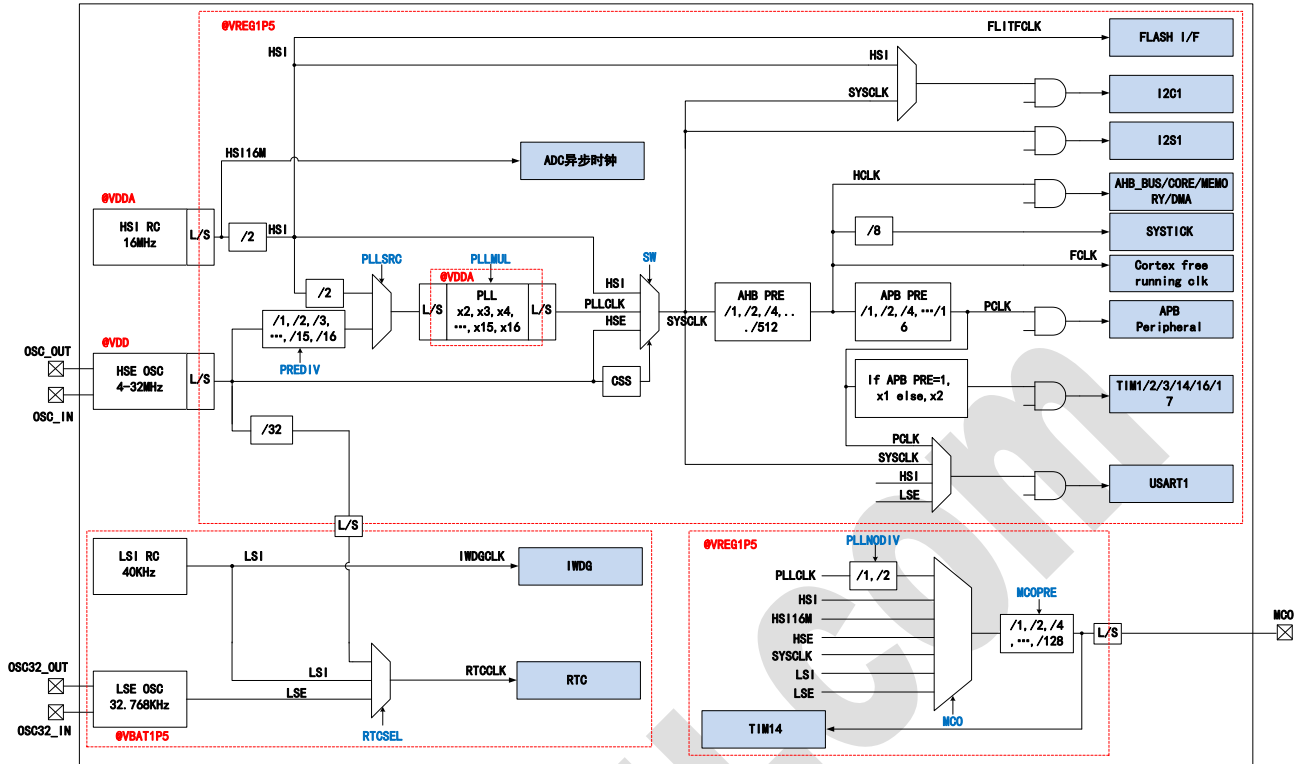 @VREG1P5
FLITFCLK
FLASH I/F
HSI
HSI
SYSCLK
I2C1
I2S1
HSI16M
ADC异步时钟
HCLK
AHB_BUS/CORE/MEMO
RY/DMA
@VDDA
HSI RC
16MHz
L/S
/2
HSI
/8
SYSTICK
PLLSRC
PLLMUL
SW
FCLK
Cortex free
running clk
@VDDA
/2
L/S
PLL
x2, x3, x4,
…, x15, x16
L/S
HSI
PLLCLK
HSE
SYSCLK
AHB PRE
/1, /2, /4, ..
./512
APB PRE
/1, /2, /4, …/1
6
PCLK
APB
Peripheral
/1, /2, /3,
…, /15, /16
PREDIV
OSC_OUT
@VDD
HSE OSC
4-32MHz
L/S
OSC_IN
CSS
If APB PRE=1,
x1 else, x2
TIM1/2/3/14/16/1
7
/32
PCLK
SYSCLK
HSI
LSE
USART1
L/S
LSI RC
40KHz
LSI
IWDGCLK
IWDG
OSC32_OUT
LSE OSC
32.768KHz
OSC32_IN
@VBAT1P5
LSI
LSE
RTCCLK
RTC
RTCSEL
@VREG1P5
PLLNODIV
PLLCLK
/1, /2
HSI
HSI16M
HSE
SYSCLK
LSI
LSE
MCOPRE
/1, /2, /4
, …, /128
L/S
MCO
MCO
TIM14